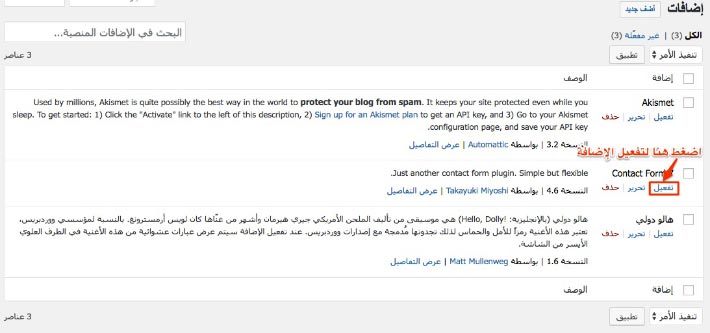 إضافات
أضف جديد
الكل (3) | غير مفعّلة (3)
البحث في الإضافات المنصبة...
تنفيذ الأمر
تطبيق
3 عناصر
إضافة
الوصف
Akismet
تفعيل | تحرير | حذف
Used by millions, Akismet is quite possibly the best way in the world to protect your blog from spam. It keeps your site protected even while you
sleep. To get started: 1) Click the "Activate" link to the left of this description, 2) Sign up for an Akismet plan to get an API key, and 3) Go to your Akismet
configuration page, and save your API key.
النسخة 3.2 | بواسطة Automattic | عرض التفاصيل
إضغط هنا لتفعيل الإضافة
Contact Form
تفعيل | تحرير | حذف
Just another contact form plugin. Simple but flexible.
النسخة 4.6 | بواسطة Takayuki Miyoshi | عرض التفاصيل
هالو دولي
تفعيل | تحرير | حذف
هالو دولي (بالإنجليزية: Hello, Dolly!) هي موسيقى من تأليف الملحن الأمريكي جيري هيرمان وأشهر من غنّاها كان لويس أرمسترونغ. بالنسبة لمؤسسي ووردبريس،
تعتبر هذه الأغنية رمزاً للأمل والحماس لذلك تجدونها مُدمجة مع إصدارات ووردبريس. عند تفعيل الإضافة سيتم عرض عبارات عشوائية من هذه الأغنية في الطرف العلوي
الأيسر من الشاشة.
النسخة 1.6 | بواسطة Matt Mullenweg | عرض التفاصيل
إضافة
الوصف
تنفيذ الأمر
تطبيق
3 عناصر